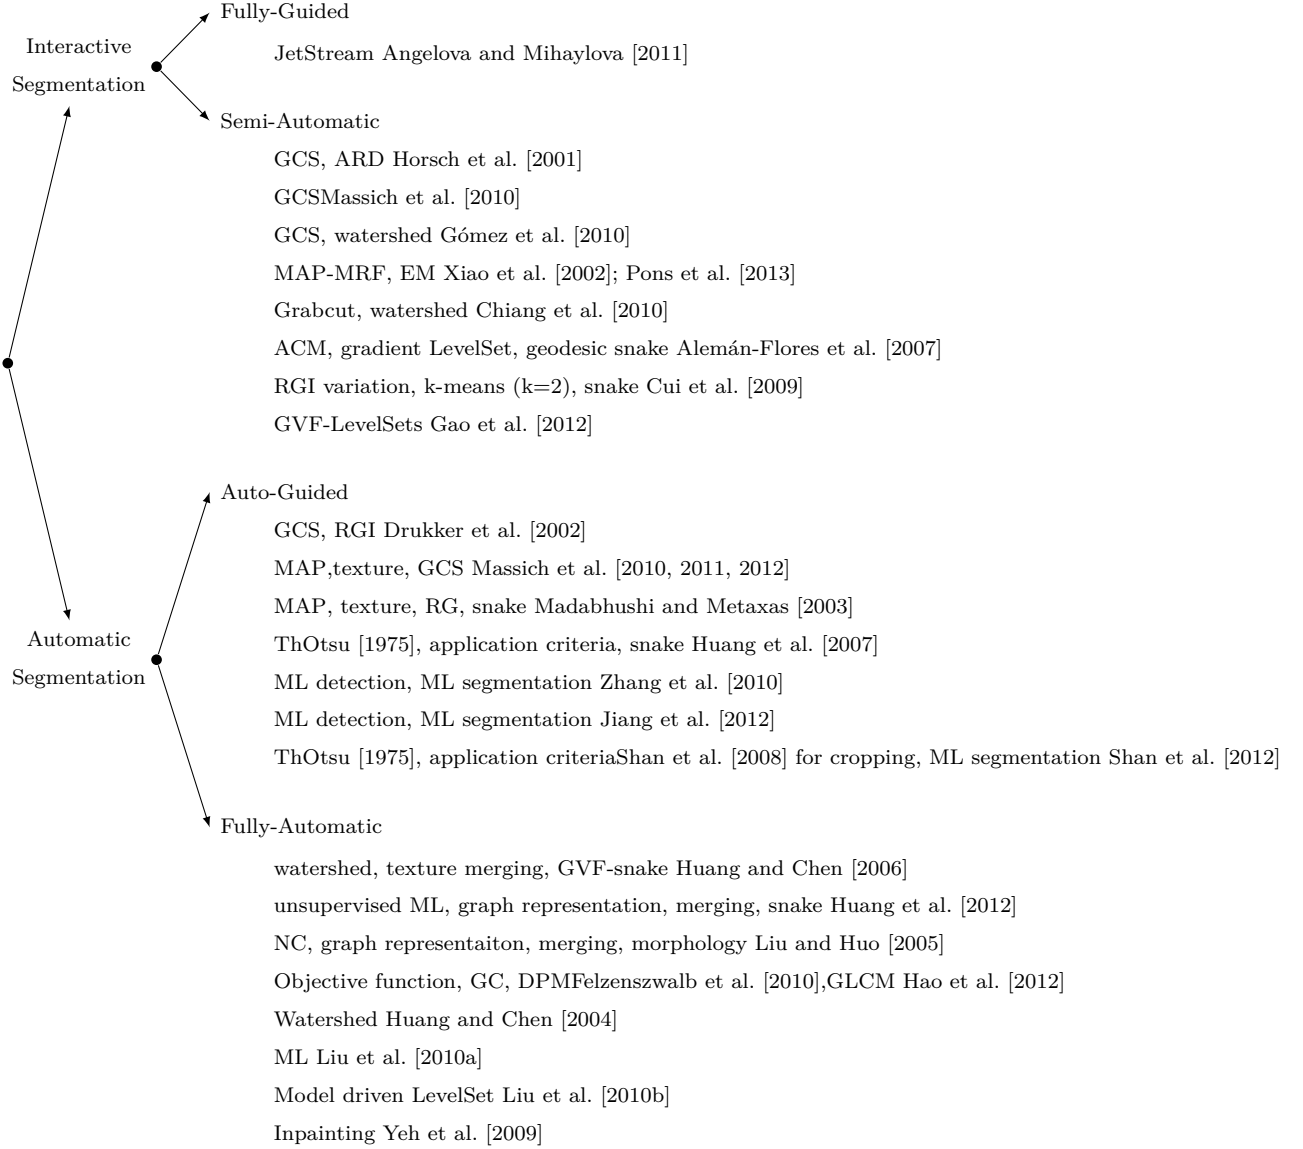 Fully-Guided
Interactive
Segmentation
JetStream Angelova and Mihaylova [2011]
Semi-Automatic
GCS, ARD Horsch et al. [2001]
GCSMassich et al. [2010]
GCS, watershed Gómez et al. [2010]
MAP-MRF, EM Xiao et al. [2002]; Pons et al. [2013]
Grabcut, watershed Chiang et al. [2010]
ACM, gradient LevelSet, geodesic snake Alemán-Flores et al. [2007]
RGI variation, k-means (k=2), snake Cui et al. [2009]
GVF-LevelSets Gao et al. [2012]
Auto-Guided
GCS, RGI Drukker et al. [2002]
MAP,texture, GCS Massich et al. [2010, 2011, 2012]
MAP, texture, RG, snake Madabhushi and Metaxas [2003]
ThOtsu [1975], application criteria, snake Huang et al. [2007]
Automatic
Segmentation
ML detection, ML segmentation Zhang et al. [2010]
ML detection, ML segmentation Jiang et al. [2012]
ThOtsu [1975], application criteriaShan et al. [2008] for cropping, ML segmentation Shan et al. [2012]
Fully-Automatic
watershed, texture merging, GVF-snake Huang and Chen [2006]
unsupervised ML, graph representation, merging, snake Huang et al. [2012]
NC, graph representaiton, merging, morphology Liu and Huo [2005]
Objective function, GC, DPMFelzenszwalb et al. [2010],GLCM Hao et al. [2012]
Watershed Huang and Chen [2004]
ML Liu et al. [2010a]
Model driven LevelSet Liu et al. [2010b]
Inpainting Yeh et al. [2009]